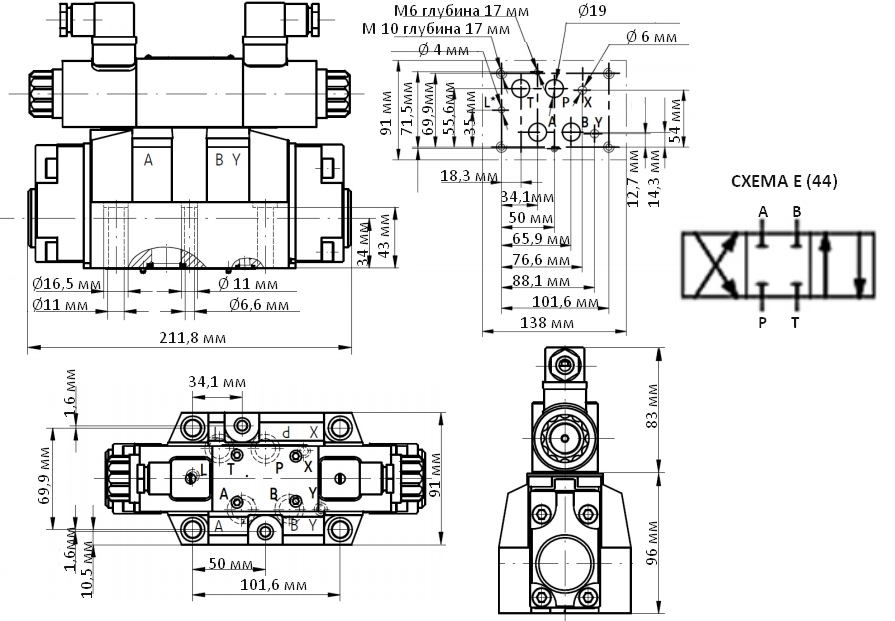 М6 глубина 17 мм
Ø19
М 10 глубина 17 мм
Ø 6 мм
Ø 4 мм
L*
T
P
X
A
B
Y
91 мм
71,5мм
69,9мм
55,6мм
35 мм
54 мм
12,7 мм
14,3 мм
18,3 мм
34,1мм
50 мм
65,9 мм
76,6 мм
88,1 мм
101,6 мм
138 мм
A
B Y
34 мм
43 мм
Ø16,5 мм
Ø 11 мм
Ø11 мм
Ø6,6 мм
211,8 мм
СХЕМА Е (44)
A
B
P
T
34,1 мм
1,6 мм
69,9 мм
1,6мм
10,5 мм
T
P
X
L
T
P
X
A
B
Y
A
B Y
50 мм
101,6 мм
91 мм
83 мм
96 мм